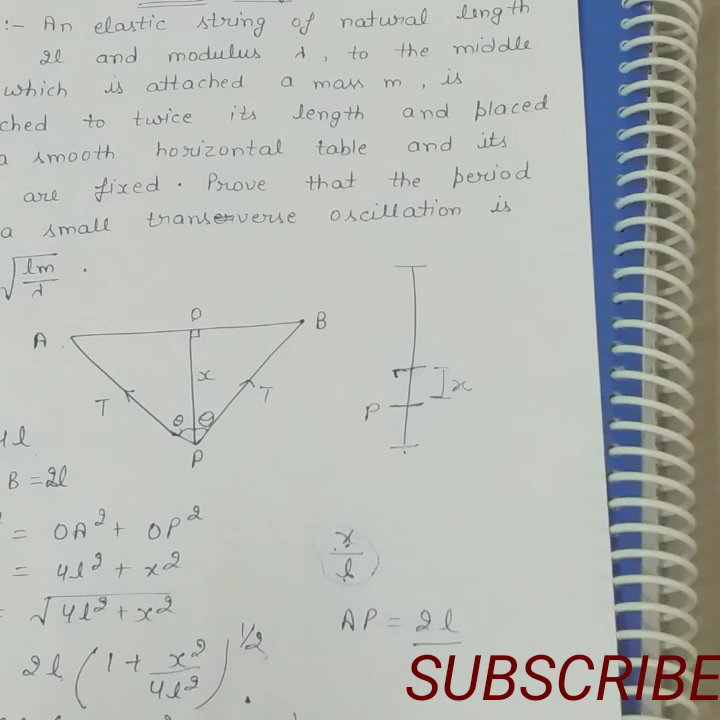 :- An elastic string of natural length
2l and modulus λ, to the middle
which is attached a mass m, is
ched to twice its length and placed
a smooth horizontal table and its
are fixed. Prove that the period
a small transerverse oscillation is
√(lm/λ) .
A
O
B
x
T
T
θ
θ
P
x
P
4l
B = 2l
= OA² + OP²
= 4l² + x²
= √(4l² + x²)
x/l
AP = 2l
2l (1 + x²/4l²)^1/2 .
SUBSCRIBE